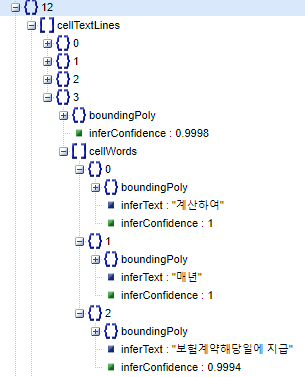 12
cellTextLines
0
1
2
3
boundingPoly
inferConfidence : 0.9998
cellWords
0
boundingPoly
inferText : "계산하여"
inferConfidence : 1
1
boundingPoly
inferText : "매년"
inferConfidence : 1
2
boundingPoly
inferText : "보험계약해당일에 지급"
inferConfidence : 0.9994